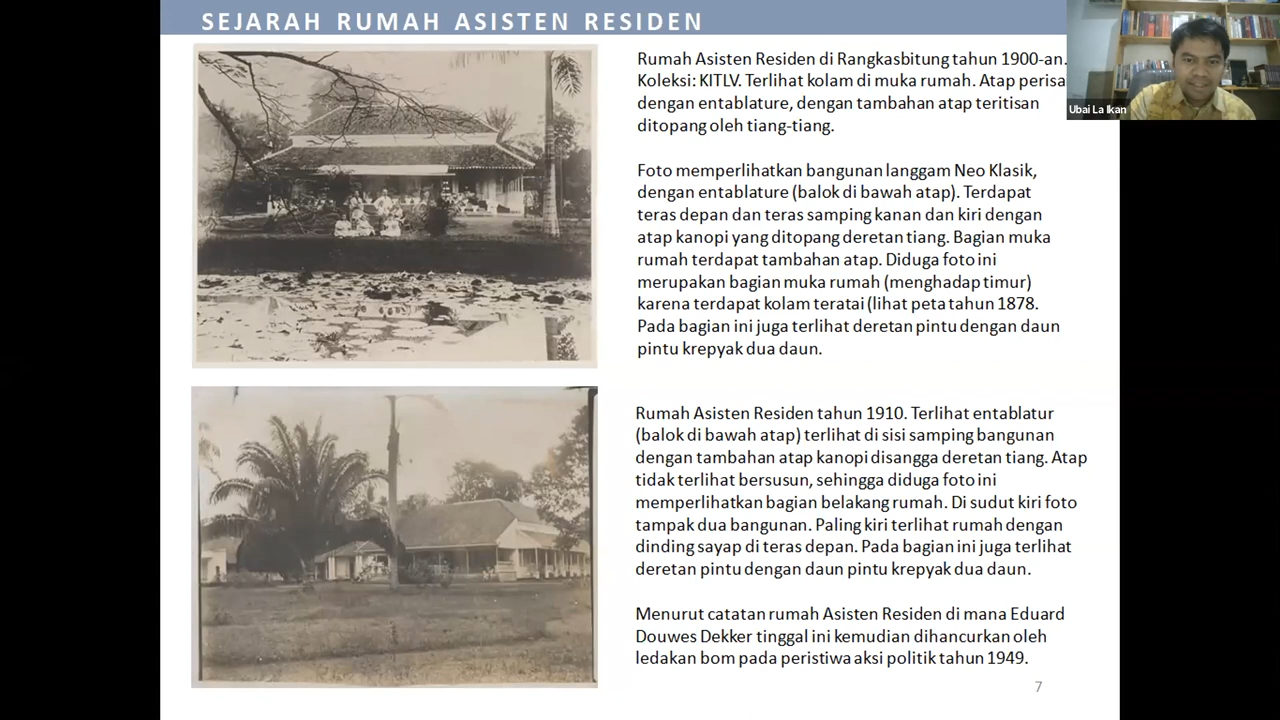 SEJARAH RUMAH ASISTEN RESIDEN
Rumah Asisten Residen di Rangkasbitung tahun 1900-an.
Koleksi: KITLV. Terlihat kolam di muka rumah. Atap perisa
dengan entablature, dengan tambahan atap teritisan
ditopang oleh tiang-tiang.
Foto memperlihatkan bangunan langgam Neo Klasik,
dengan entablature (balok di bawah atap). Terdapat
teras depan dan teras samping kanan dan kiri dengan
atap kanopi yang ditopang deretan tiang. Bagian muka
rumah terdapat tambahan atap. Diduga foto ini
merupakan bagian muka rumah (menghadap timur)
karena terdapat kolam teratai (lihat peta tahun 1878.
Pada bagian ini juga terlihat deretan pintu dengan daun
pintu krepyak dua daun.
Rumah Asisten Residen tahun 1910. Terlihat entablatur
(balok di bawah atap) terlihat di sisi samping bangunan
dengan tambahan atap kanopi disangga deretan tiang. Atap
tidak terlihat bersusun, sehingga diduga foto ini
memperlihatkan bagian belakang rumah. Di sudut kiri foto
tampak dua bangunan. Paling kiri terlihat rumah dengan
dinding sayap di teras depan. Pada bagian ini juga terlihat
deretan pintu dengan daun pintu krepyak dua daun.
Menurut catatan rumah Asisten Residen di mana Eduard
Douwes Dekker tinggal ini kemudian dihancurkan oleh
ledakan bom pada peristiwa aksi politik tahun 1949.
7
Ubai La Ikan